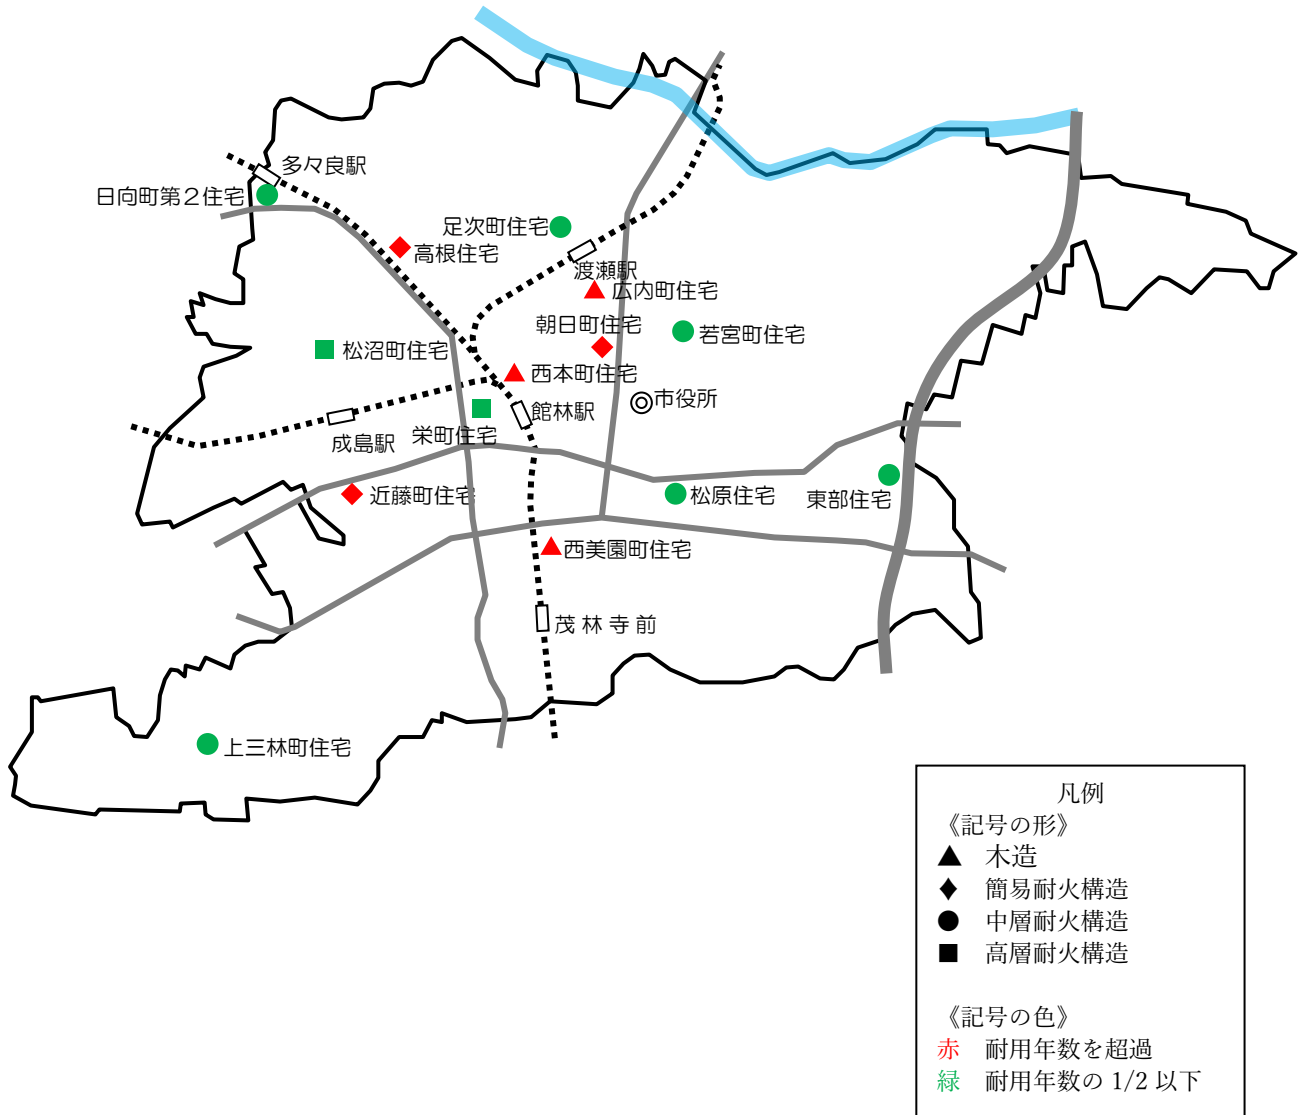 多々良駅
日向町第２住宅
足次町住宅
高根住宅
渡瀬駅
広内町住宅
朝日町住宅
若宮町住宅
松沼町住宅
西本町住宅
市役所
館林駅
栄町住宅
成島駅
近藤町住宅
松原住宅
東部住宅
西美園町住宅
茂林寺前
上三林町住宅
凡例
《記号の形》
▲ 木造
◆ 簡易耐火構造
● 中層耐火構造
■ 高層耐火構造
《記号の色》
赤 耐用年数を超過
緑 耐用年数の 1/2 以下